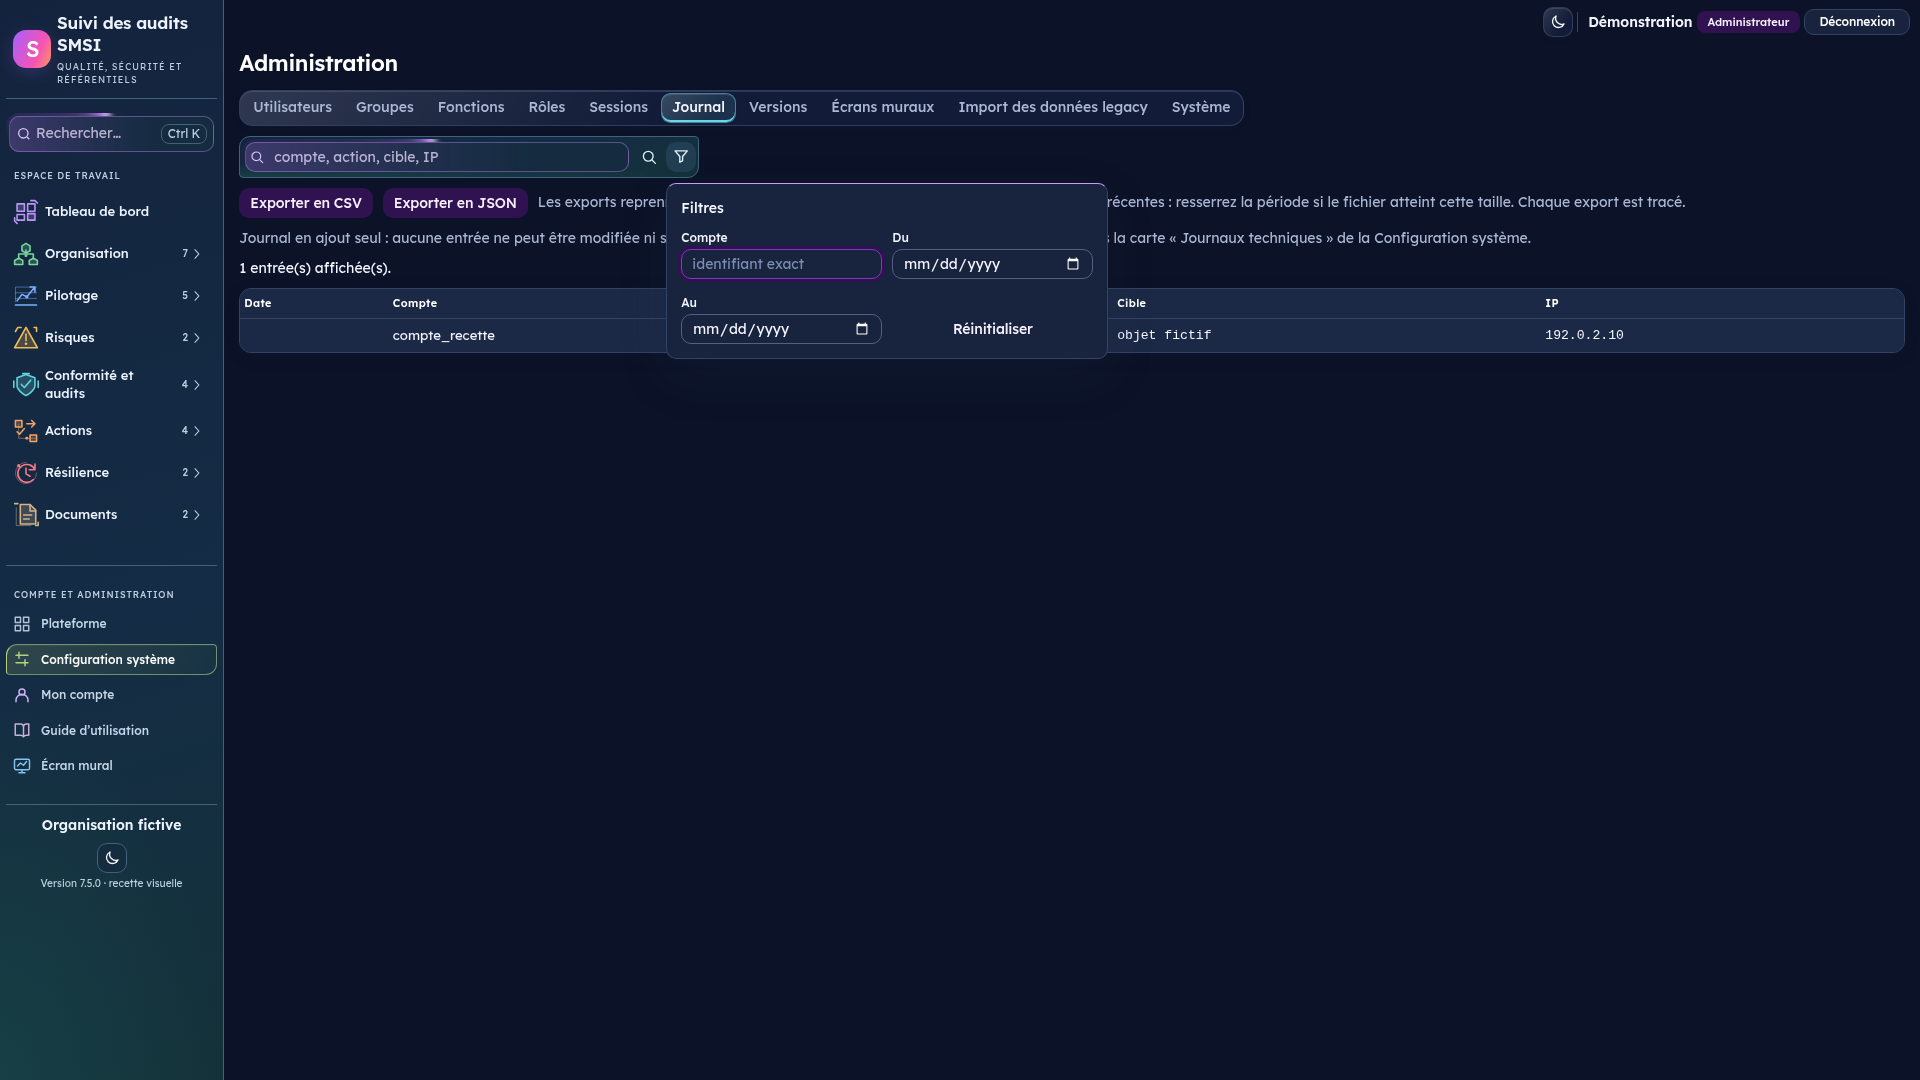 S
Suivi des audits
SMSI
QUALITÉ, SÉCURITÉ ET
RÉFÉRENTIELS
Rechercher…
Ctrl K
ESPACE DE TRAVAIL
Tableau de bord
Organisation 7
Pilotage 5
Risques 2
Conformité et
audits 4
Actions 4
Résilience 2
Documents 2
COMPTE ET ADMINISTRATION
Plateforme
Configuration système
Mon compte
Guide d'utilisation
Écran mural
Organisation fictive
Version 7.5.0 · recette visuelle
Démonstration Administrateur Déconnexion
Administration
Utilisateurs Groupes Fonctions Rôles Sessions Journal Versions Écrans muraux Import des données legacy Système
compte, action, cible, IP
Exporter en CSV Exporter en JSON Les exports repren récentes : resserrez la période si le fichier atteint cette taille. Chaque export est tracé.
Journal en ajout seul : aucune entrée ne peut être modifiée ni s la carte « Journaux techniques » de la Configuration système.
1 entrée(s) affichée(s).
Date Compte Cible IP
compte_recette objet fictif 192.0.2.10
Filtres
Compte Du
identifiant exact mm/dd/yyyy
Au
mm/dd/yyyy Réinitialiser